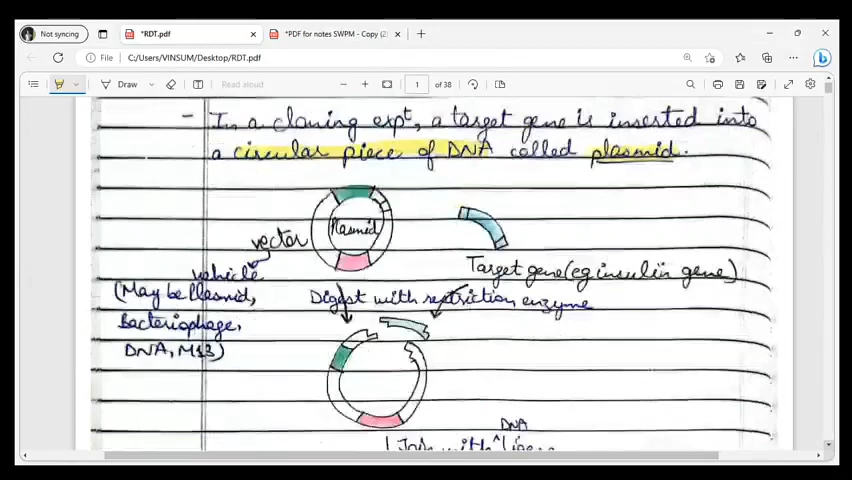 Not syncing
*RDT.pdf
*PDF for notes SWPM - Copy (2)
C:/Users/VINSUM/Desktop/RDT.pdf
Draw
Read aloud
1 of 38
- In a cloning expt, a target gene is inserted into
a circular piece of DNA called plasmid.
Plasmid
vector
vehicle
Target gene (eg insulin gene)
(May be Plasmid,
Digest with restriction enzyme
Bacteriophage,
DNA, M13)
DNA
with